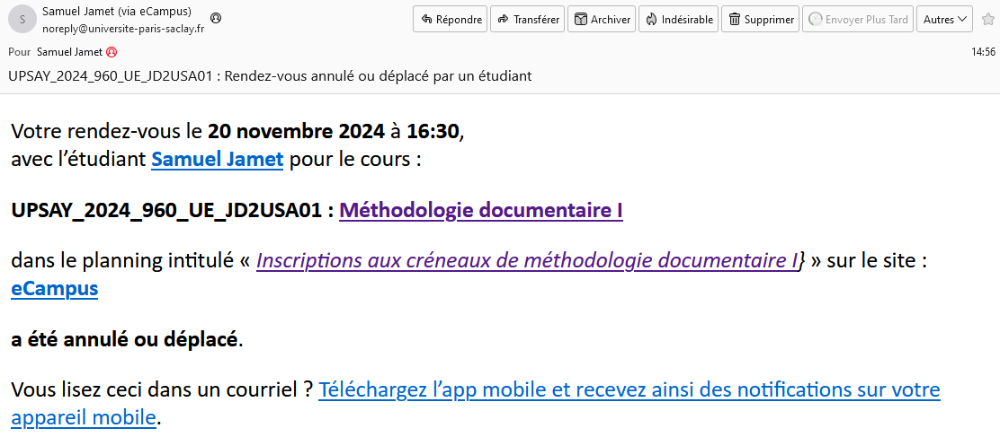 S
Samuel Jamet (via eCampus)
noreply@universite-paris-saclay.fr
Répondre
Transférer
Archiver
Indésirable
Supprimer
Envoyer Plus Tard
Autres
Pour Samuel Jamet
14:56
UPSAY_2024_960_UE_JD2USA01 : Rendez-vous annulé ou déplacé par un étudiant
Votre rendez-vous le 20 novembre 2024 à 16:30,
avec l’étudiant Samuel Jamet pour le cours :
UPSAY_2024_960_UE_JD2USA01 : Méthodologie documentaire I
dans le planning intitulé « Inscriptions aux créneaux de méthodologie documentaire I} » sur le site :
eCampus
a été annulé ou déplacé.
Vous lisez ceci dans un courriel ? Téléchargez l’app mobile et recevez ainsi des notifications sur votre
appareil mobile.